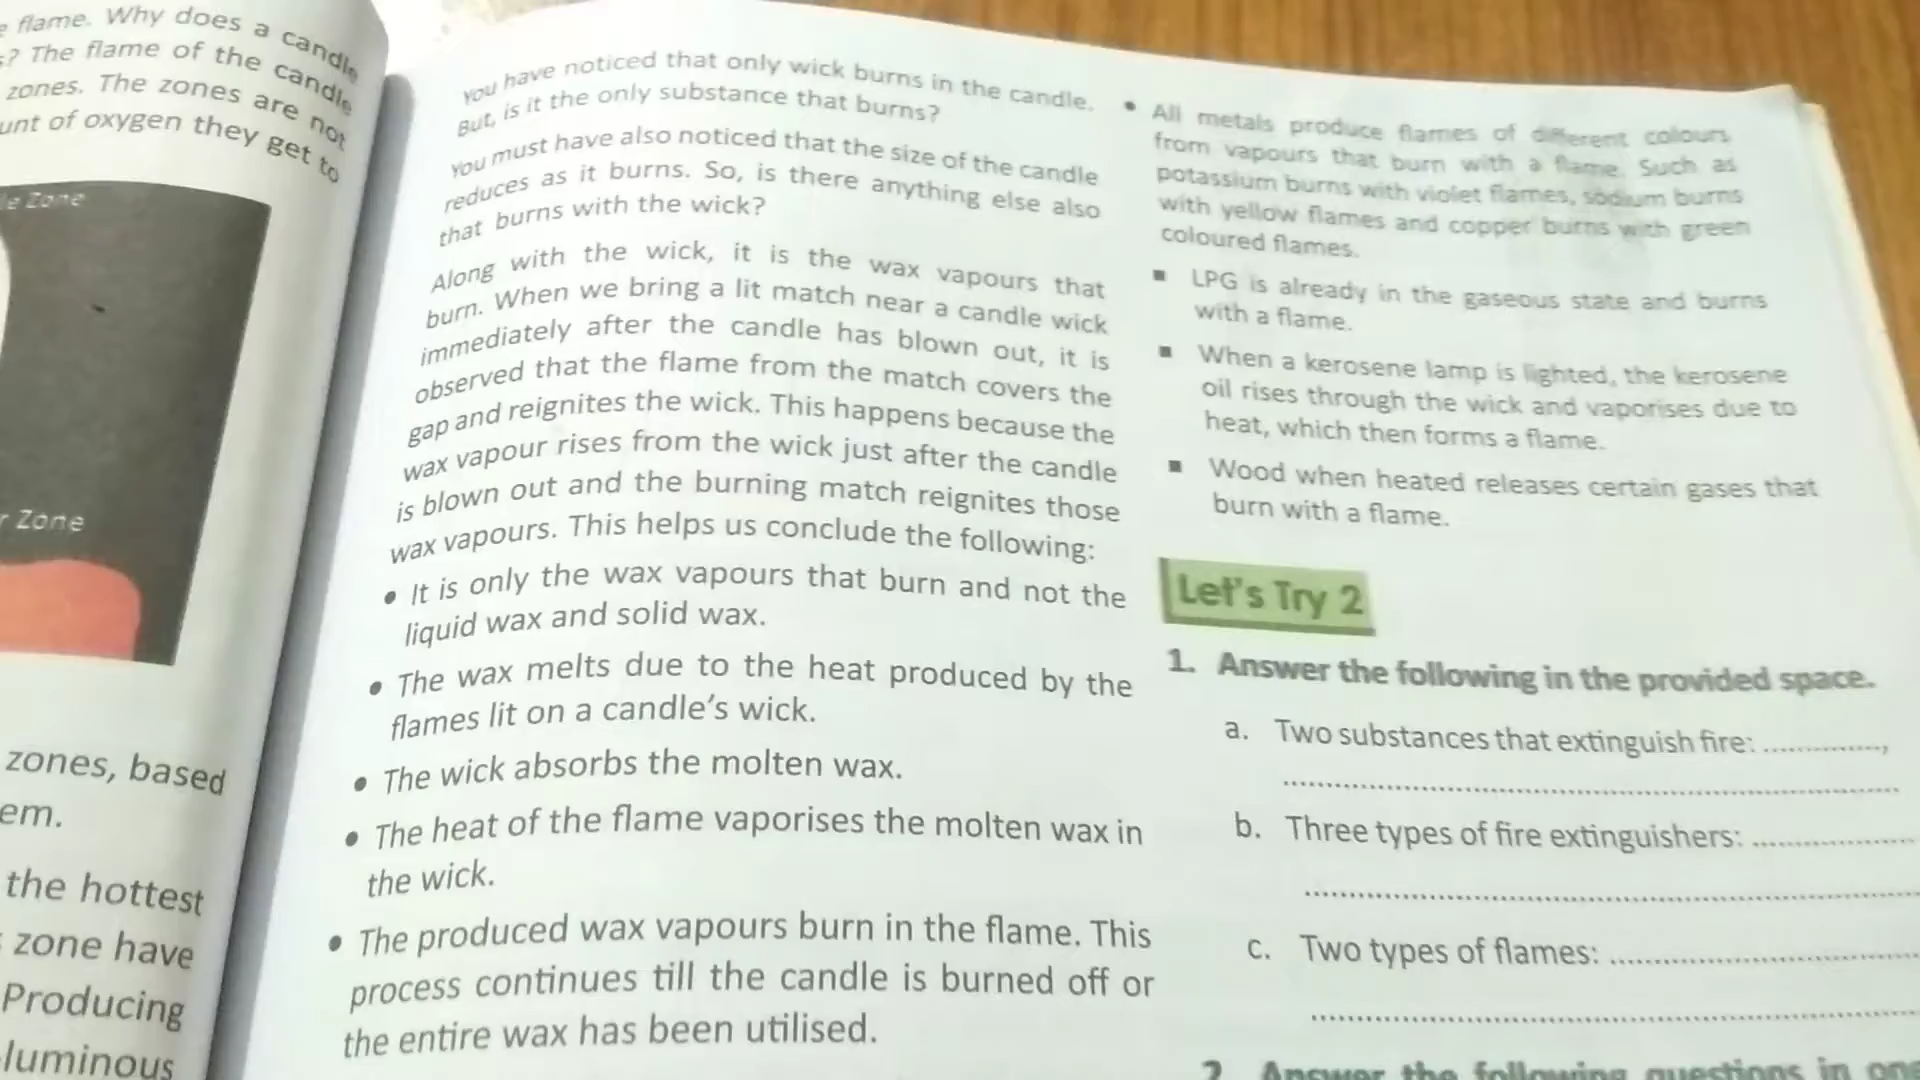 e flame. Why does a candle
s? The flame of the candle
zones. The zones are not
unt of oxygen they get to
le Zone
r Zone
zones, based
em.
the hottest
zone have
Producing
luminous
You have noticed that only wick burns in the candle.
But, is it the only substance that burns?
You must have also noticed that the size of the candle
reduces as it burns. So, is there anything else also
that burns with the wick?
Along with the wick, it is the wax vapours that
burn. When we bring a lit match near a candle wick
immediately after the candle has blown out, it is
observed that the flame from the match covers the
gap and reignites the wick. This happens because the
wax vapour rises from the wick just after the candle
is blown out and the burning match reignites those
wax vapours. This helps us conclude the following:
• It is only the wax vapours that burn and not the
liquid wax and solid wax.
• The wax melts due to the heat produced by the
flames lit on a candle's wick.
• The wick absorbs the molten wax.
• The heat of the flame vaporises the molten wax in
the wick.
• The produced wax vapours burn in the flame. This
process continues till the candle is burned off or
the entire wax has been utilised.
• All metals produce flames of different colours
from vapours that burn with a flame. Such as
potassium burns with violet flames, sodium burns
with yellow flames and copper burns with green
coloured flames.
▪ LPG is already in the gaseous state and burns
with a flame.
▪ When a kerosene lamp is lighted, the kerosene
oil rises through the wick and vaporises due to
heat, which then forms a flame.
▪ Wood when heated releases certain gases that
burn with a flame.
Let's Try 2
1. Answer the following in the provided space.
a. Two substances that extinguish fire: ..............,
b. Three types of fire extinguishers: ..................
c. Two types of flames: ..................
2. Answer the following questions in one